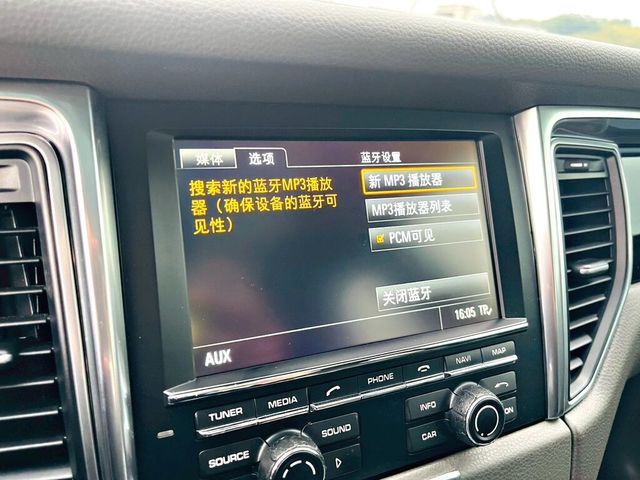 媒体 选项 蓝牙设置
搜索新的蓝牙MP3播放
器（确保设备的蓝牙可
见性）
新 MP3 播放器
MP3播放器列表
PCM可见
关闭蓝牙
16:05 TP
AUX
TUNER MEDIA PHONE NAVI MAP
SOURCE SOUND INFO
CAR